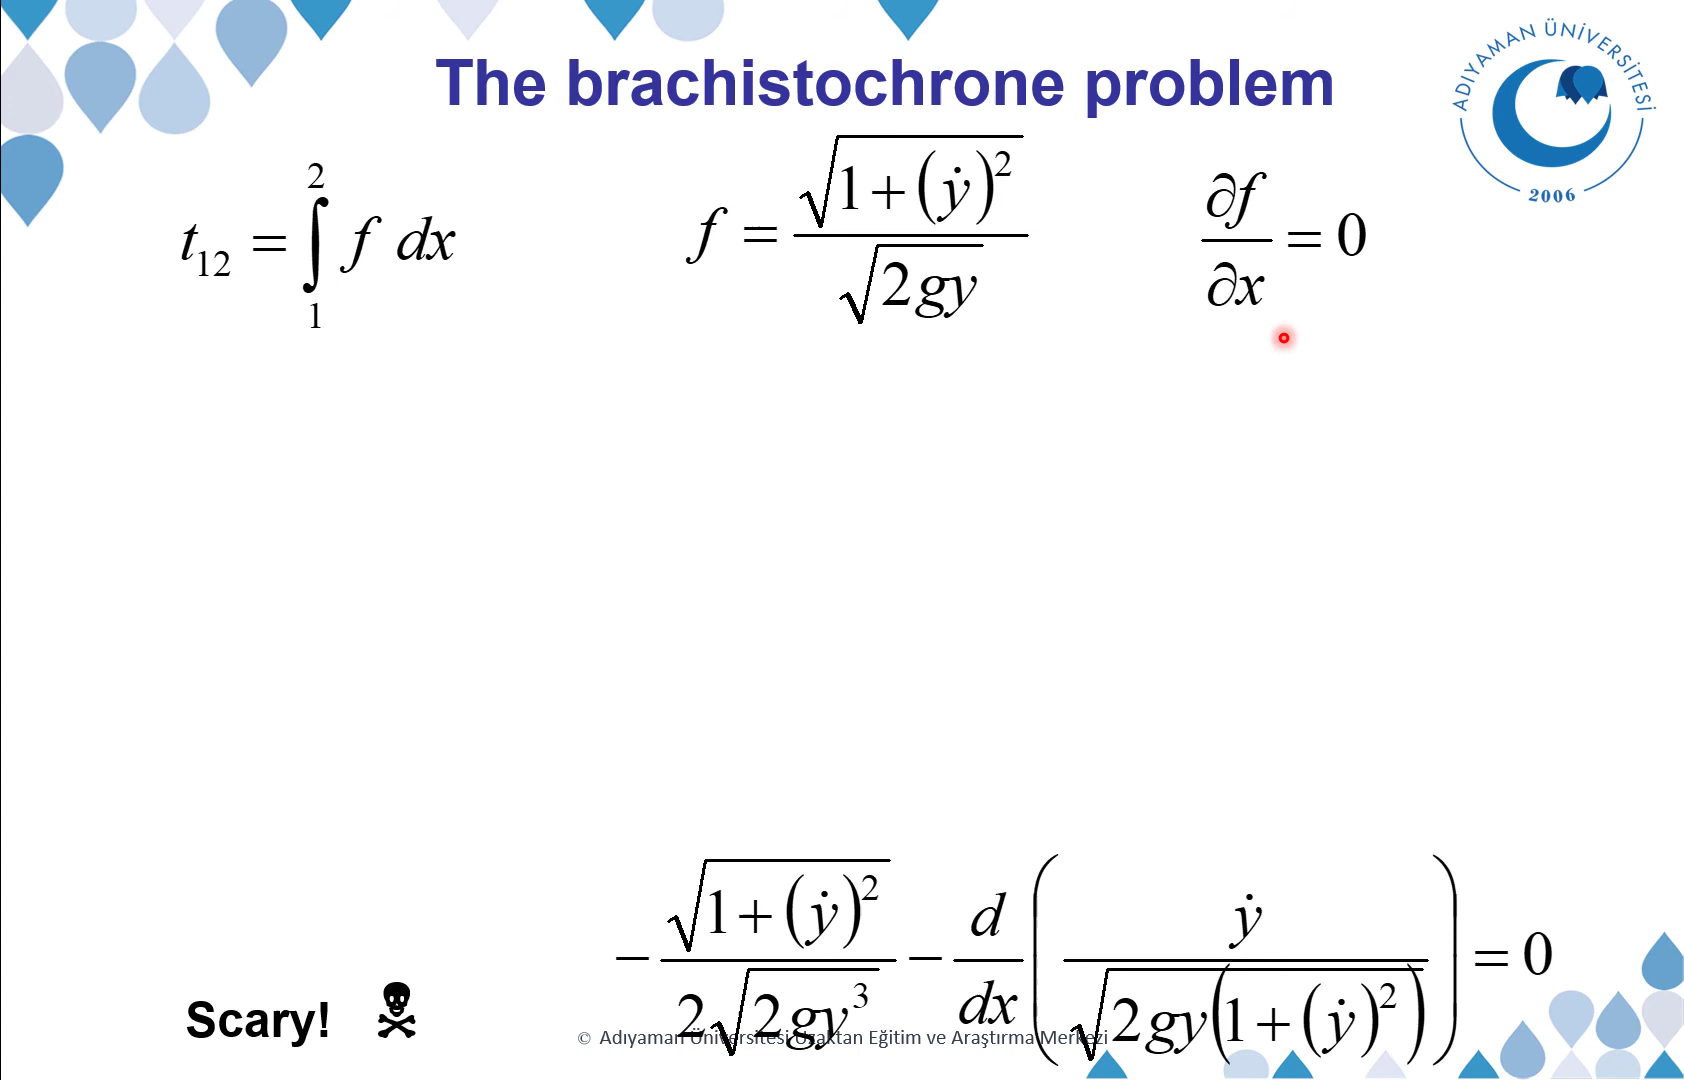 The brachistochrone problem
ADIYAMAN ÜNİVERSİTESİ
2006
t₁₂ = ∫₁² f dx
f = √(1 + (ẏ)²) / √(2gy)
∂f/∂x = 0
− √(1 + (ẏ)²) / (2√(2gy³)) − d/dx ( ẏ / √(2gy(1 + (ẏ)²)) ) = 0
Scary!
© Adıyaman Üniversitesi Uzaktan Eğitim ve Araştırma Merkezi